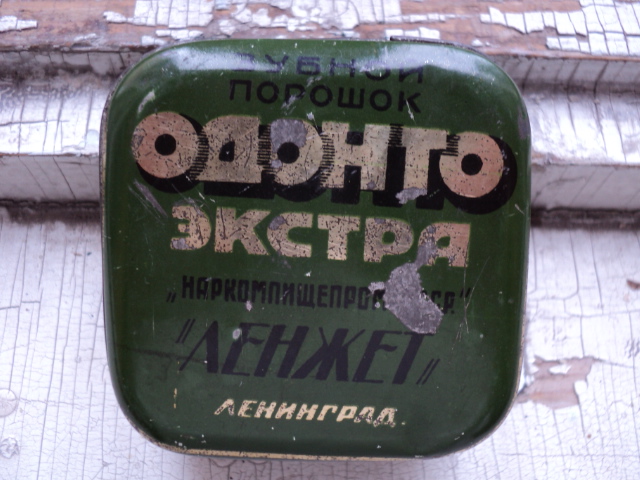 ЗУБНОЙ
ПОРОШОК
ОДОНТО
ЭКСТРА
"ЛЕНЖЕТ"
ЛЕНИНГРАД